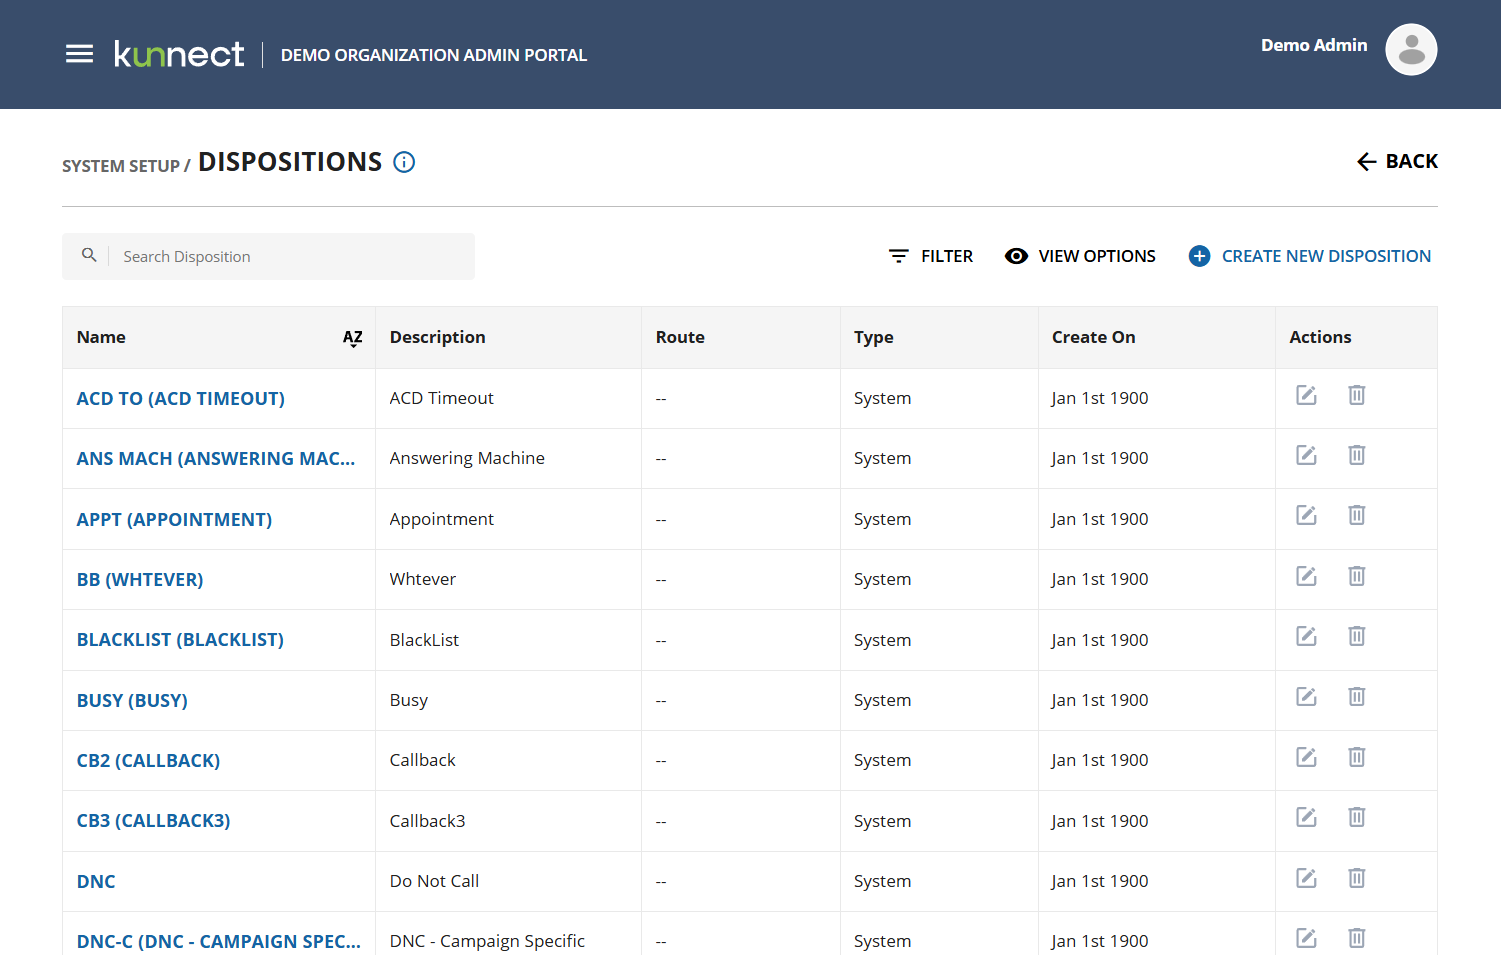 kunnect DEMO ORGANIZATION ADMIN PORTAL Demo Admin
SYSTEM SETUP / DISPOSITIONS BACK
Search Disposition FILTER VIEW OPTIONS CREATE NEW DISPOSITION
Name AZ Description Route Type Create On Actions
ACD TO (ACD TIMEOUT) ACD Timeout -- System Jan 1st 1900
ANS MACH (ANSWERING MAC... Answering Machine -- System Jan 1st 1900
APPT (APPOINTMENT) Appointment -- System Jan 1st 1900
BB (WHTEVER) Whtever -- System Jan 1st 1900
BLACKLIST (BLACKLIST) BlackList -- System Jan 1st 1900
BUSY (BUSY) Busy -- System Jan 1st 1900
CB2 (CALLBACK) Callback -- System Jan 1st 1900
CB3 (CALLBACK3) Callback3 -- System Jan 1st 1900
DNC Do Not Call -- System Jan 1st 1900
DNC-C (DNC - CAMPAIGN SPEC... DNC - Campaign Specific -- System Jan 1st 1900